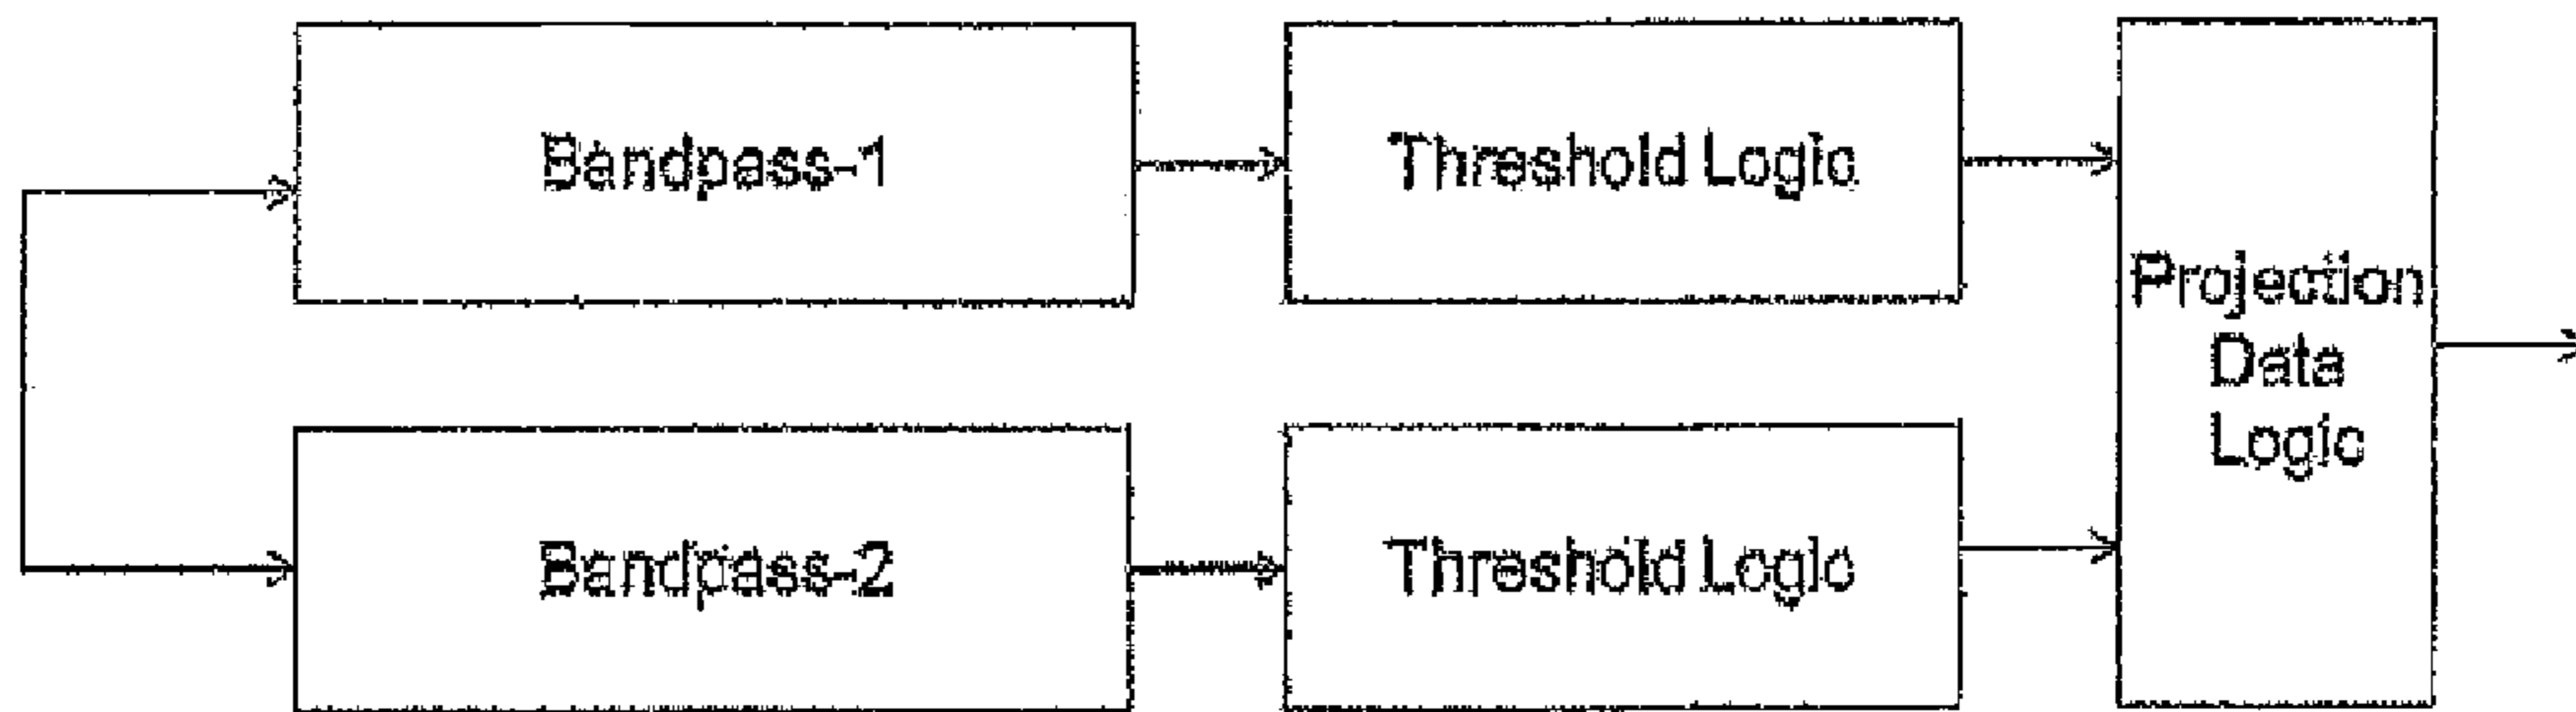 Bandpass-1
Threshold Logic
Projection
Data
Logic
Bandpass-2
Threshold Logic